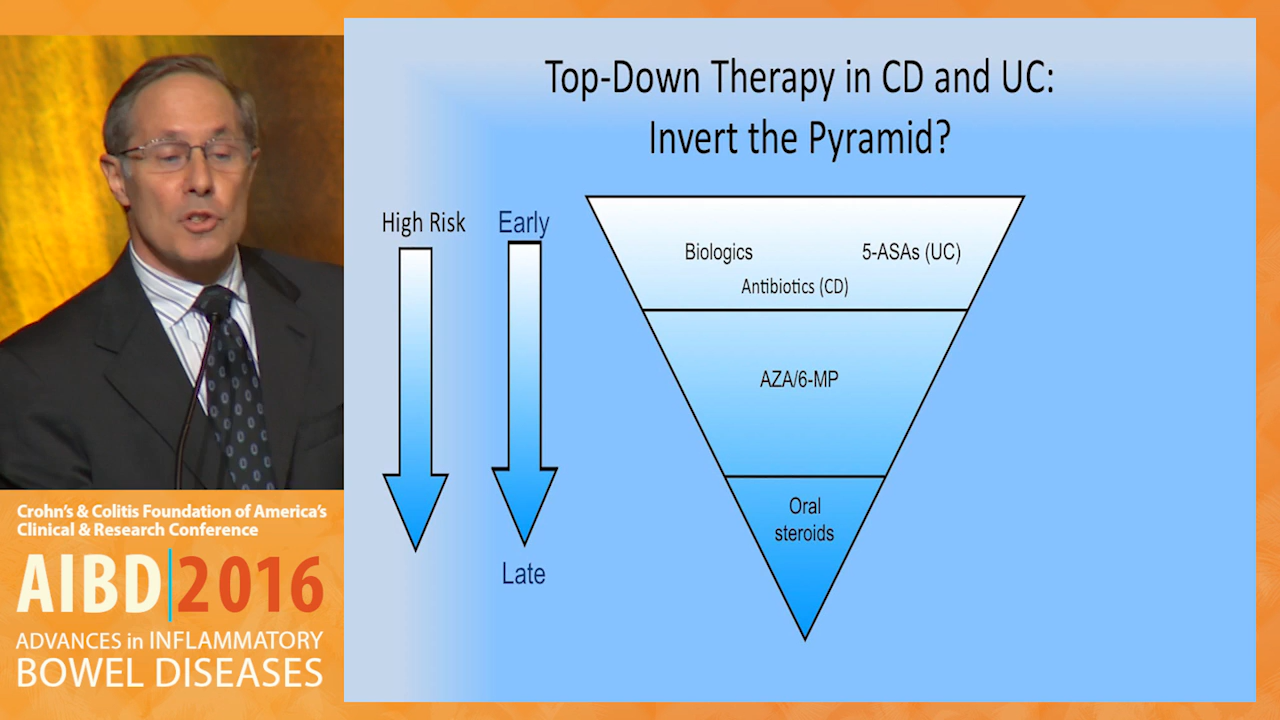 Top-Down Therapy in CD and UC:
Invert the Pyramid?
High Risk
Early
Late
Biologics
5-ASAs (UC)
Antibiotics (CD)
AZA/6-MP
Oral
steroids
Crohn's & Colitis Foundation of America's
Clinical & Research Conference
AIBD|2016
ADVANCES in INFLAMMATORY
BOWEL DISEASES